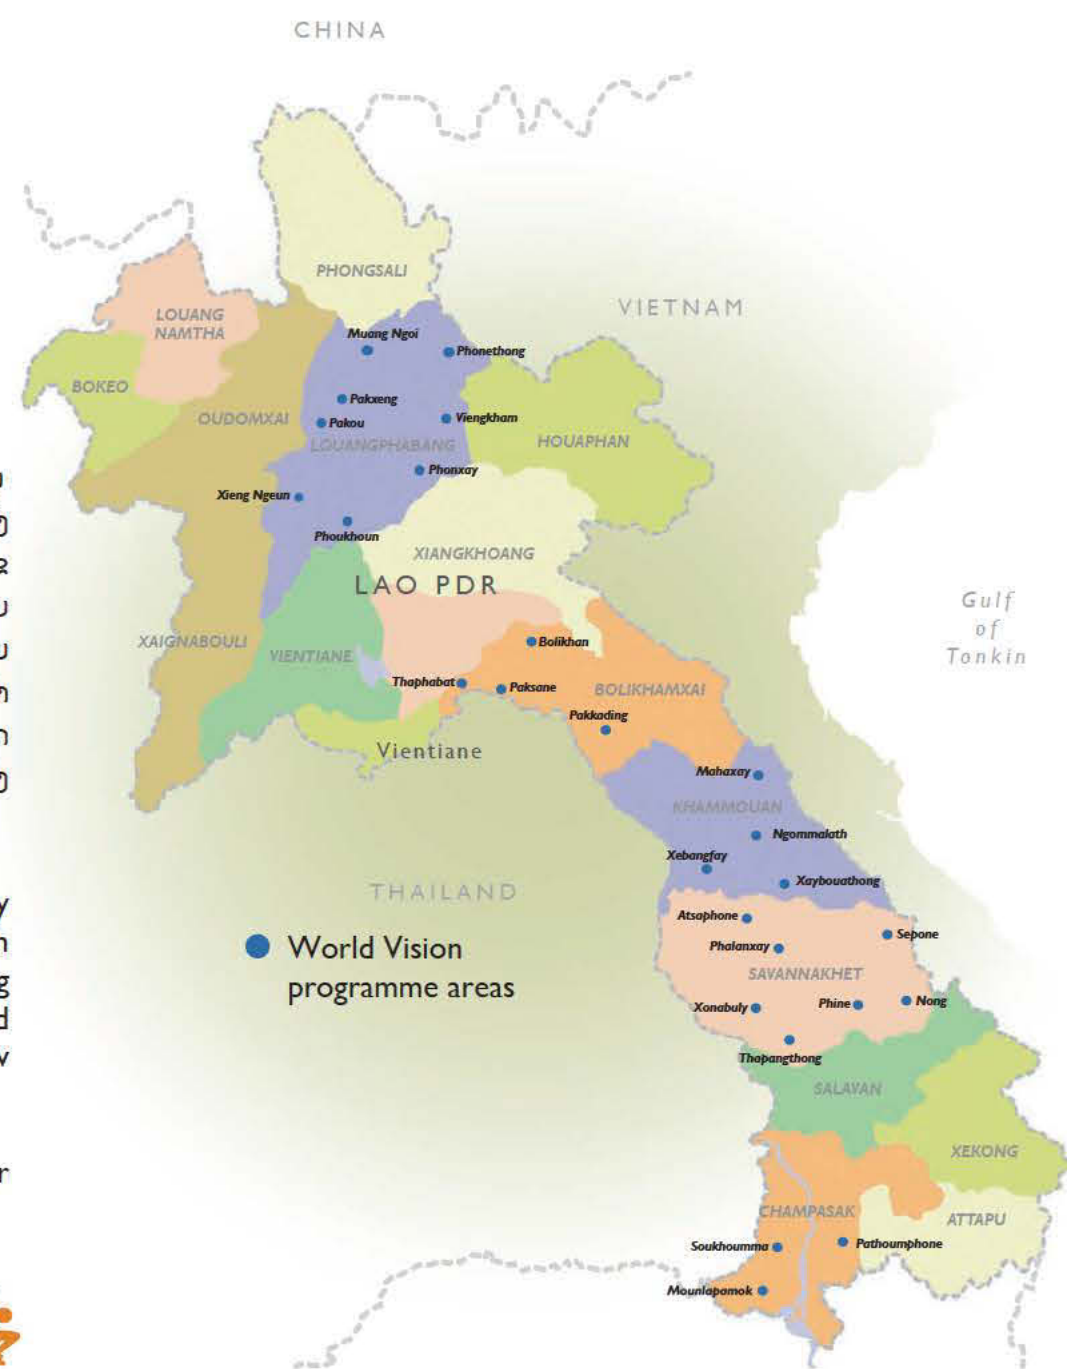 CHINA
PHONGSALI
LOUANG
NAMTHA
VIETNAM
Muang Ngoi
Phonethong
BOKEO
Pakxeng
OUDOMXAI
Pakou
Viengkham
LOUANGPHABANG
HOUAPHAN
Phonxay
Xieng Ngeun
Phoukhoun
XIANGKHOANG
LAO PDR
Gulf
of
Tonkin
XAIGNABOULI
VIENTIANE
Bolikhan
Thaphabat
Paksane
BOLIKHAMXAI
Pakkading
Vientiane
Mahaxay
KHAMMOUAN
Ngommalath
Xebangfay
Xaybouathong
THAILAND
Atsaphone
Sepone
World Vision
programme areas
Phalanxay
SAVANNAKHET
Xonabuly
Phine
Nong
Thapangthong
SALAVAN
XEKONG
CHAMPASAK
ATTAPU
Soukhoumma
Pathoumphone
Mounlapamok